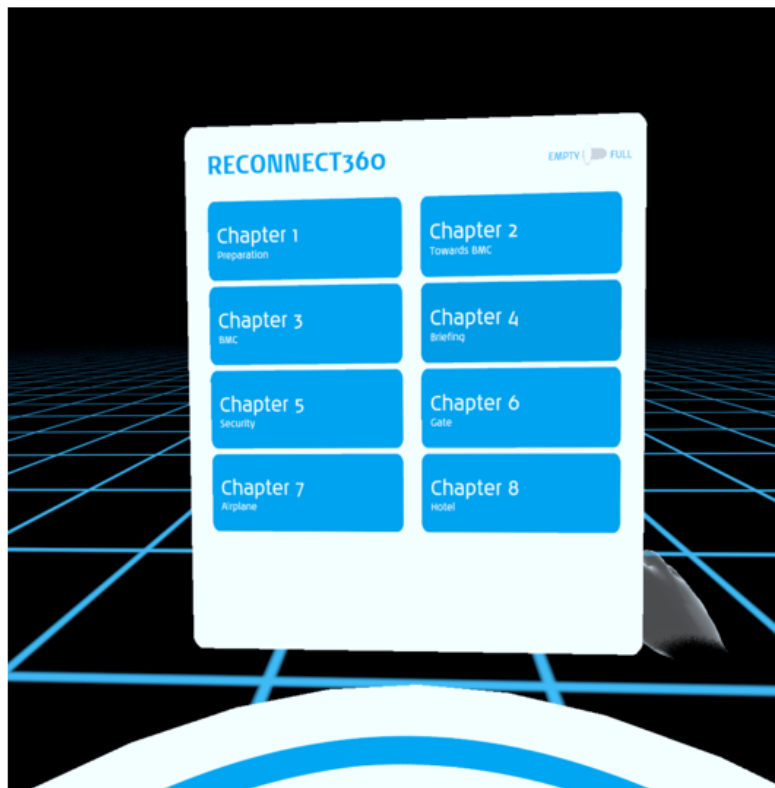 RECONNECT360
EMPTY FULL
Chapter 1
Preparation
Chapter 2
Towards BMC
Chapter 3
BMC
Chapter 4
Briefing
Chapter 5
Security
Chapter 6
Gate
Chapter 7
Airplane
Chapter 8
Hotel